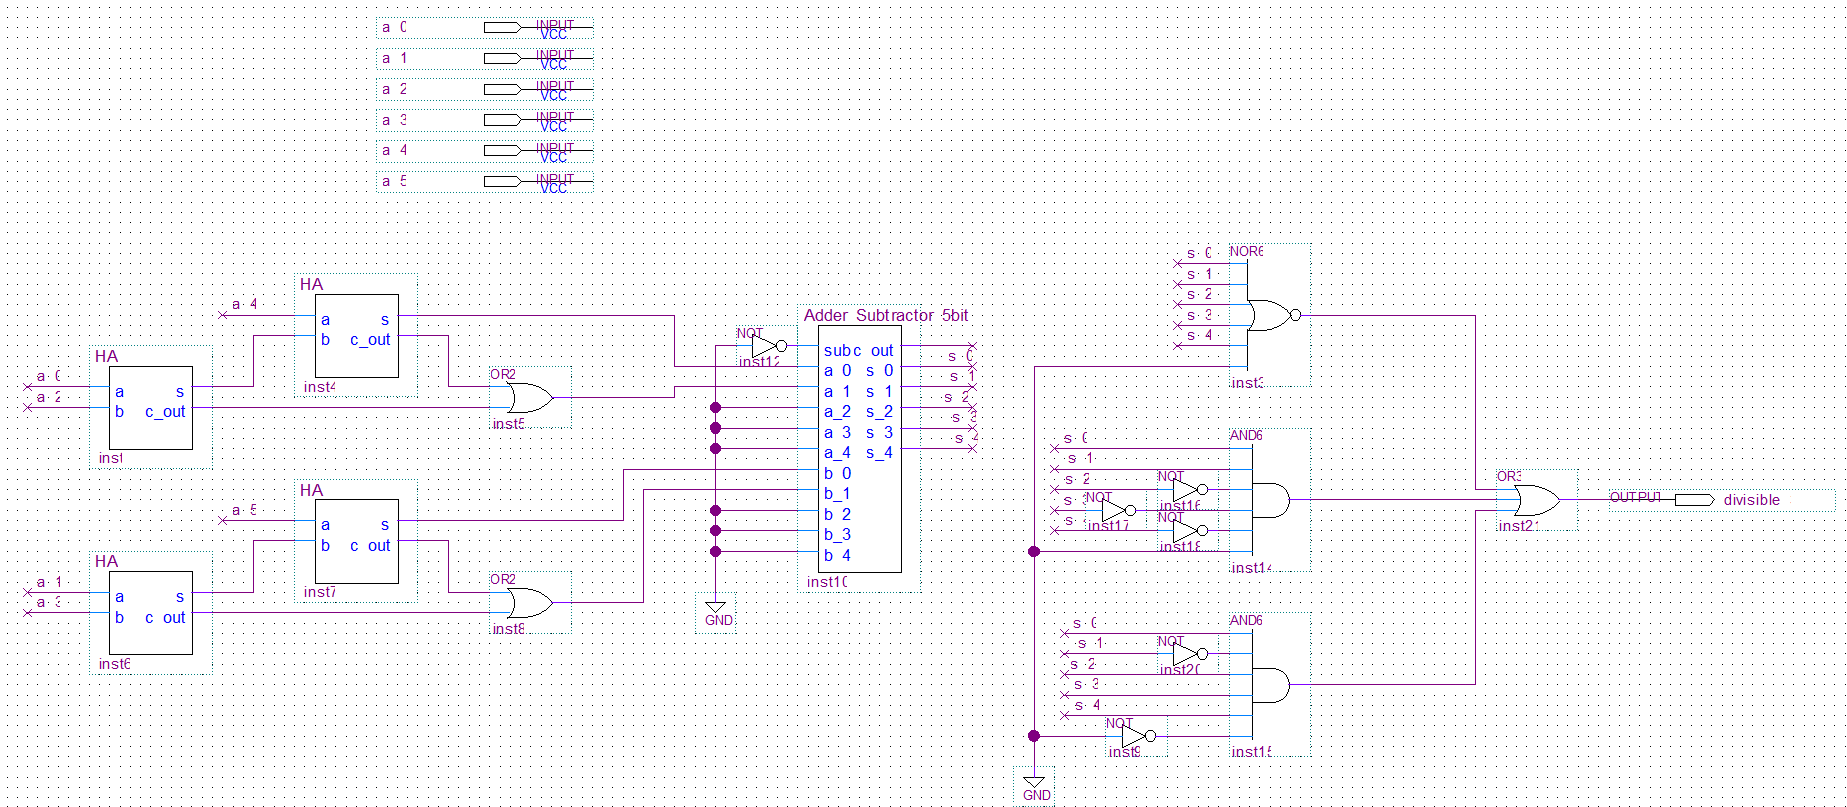 a 0 INPUT VCC
a 1 INPUT VCC
a 2 INPUT VCC
a 3 INPUT VCC
a 4 INPUT VCC
a 5 INPUT VCC
HA
a 4
a s
b c_out
inst4
HA
a 0
a 2
a s
b c_out
inst
OR2
inst5
HA
a 5
a s
b c out
inst7
HA
a 1
a 3
a s
b c out
inst6
OR2
inst8
NOT
inst12
GND
Adder Subtractor 5bit
sub c out
a 0 s 0
a 1 s 1
a_2 s_2
a 3 s 3
a_4 s_4
b 0
b_1
b 2
b_3
b 4
inst10
s 0
s 1
s 2
s 3
s 4
NOR6
s 0
s 1
s 2
s 3
s 4
inst3
AND6
s 0
s 1
s 2
NOT
inst16
NOT
inst17
NOT
inst18
inst14
AND6
s 0
s 1
s 2
s 3
s 4
NOT
inst20
NOT
inst9
inst15
GND
OR3
inst21
OUTPUT
divisible